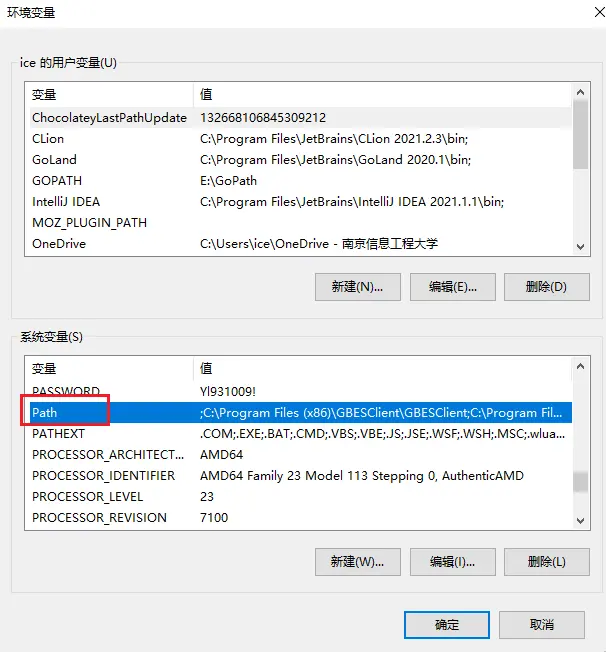 环境变量
ice 的用户变量(U)
变量 值
ChocolateyLastPathUpdate 132668106845309212
CLion C:\Program Files\JetBrains\CLion 2021.2.3\bin;
GoLand C:\Program Files\JetBrains\GoLand 2020.1\bin;
GOPATH E:\GoPath
IntelliJ IDEA C:\Program Files\JetBrains\IntelliJ IDEA 2021.1.1\bin;
MOZ_PLUGIN_PATH
OneDrive C:\Users\ice\OneDrive - 南京信息工程大学
新建(N)... 编辑(E)... 删除(D)
系统变量(S)
变量 值
PASSWORD Yl931009!
Path ;C:\Program Files (x86)\GBESClient\GBESClient;C:\Program Fil...
PATHEXT .COM;.EXE;.BAT;.CMD;.VBS;.VBE;.JS;.JSE;.WSF;.WSH;.MSC;.wlua...
PROCESSOR_ARCHITECT... AMD64
PROCESSOR_IDENTIFIER AMD64 Family 23 Model 113 Stepping 0, AuthenticAMD
PROCESSOR_LEVEL 23
PROCESSOR_REVISION 7100
新建(W)... 编辑(I)... 删除(L)
确定 取消